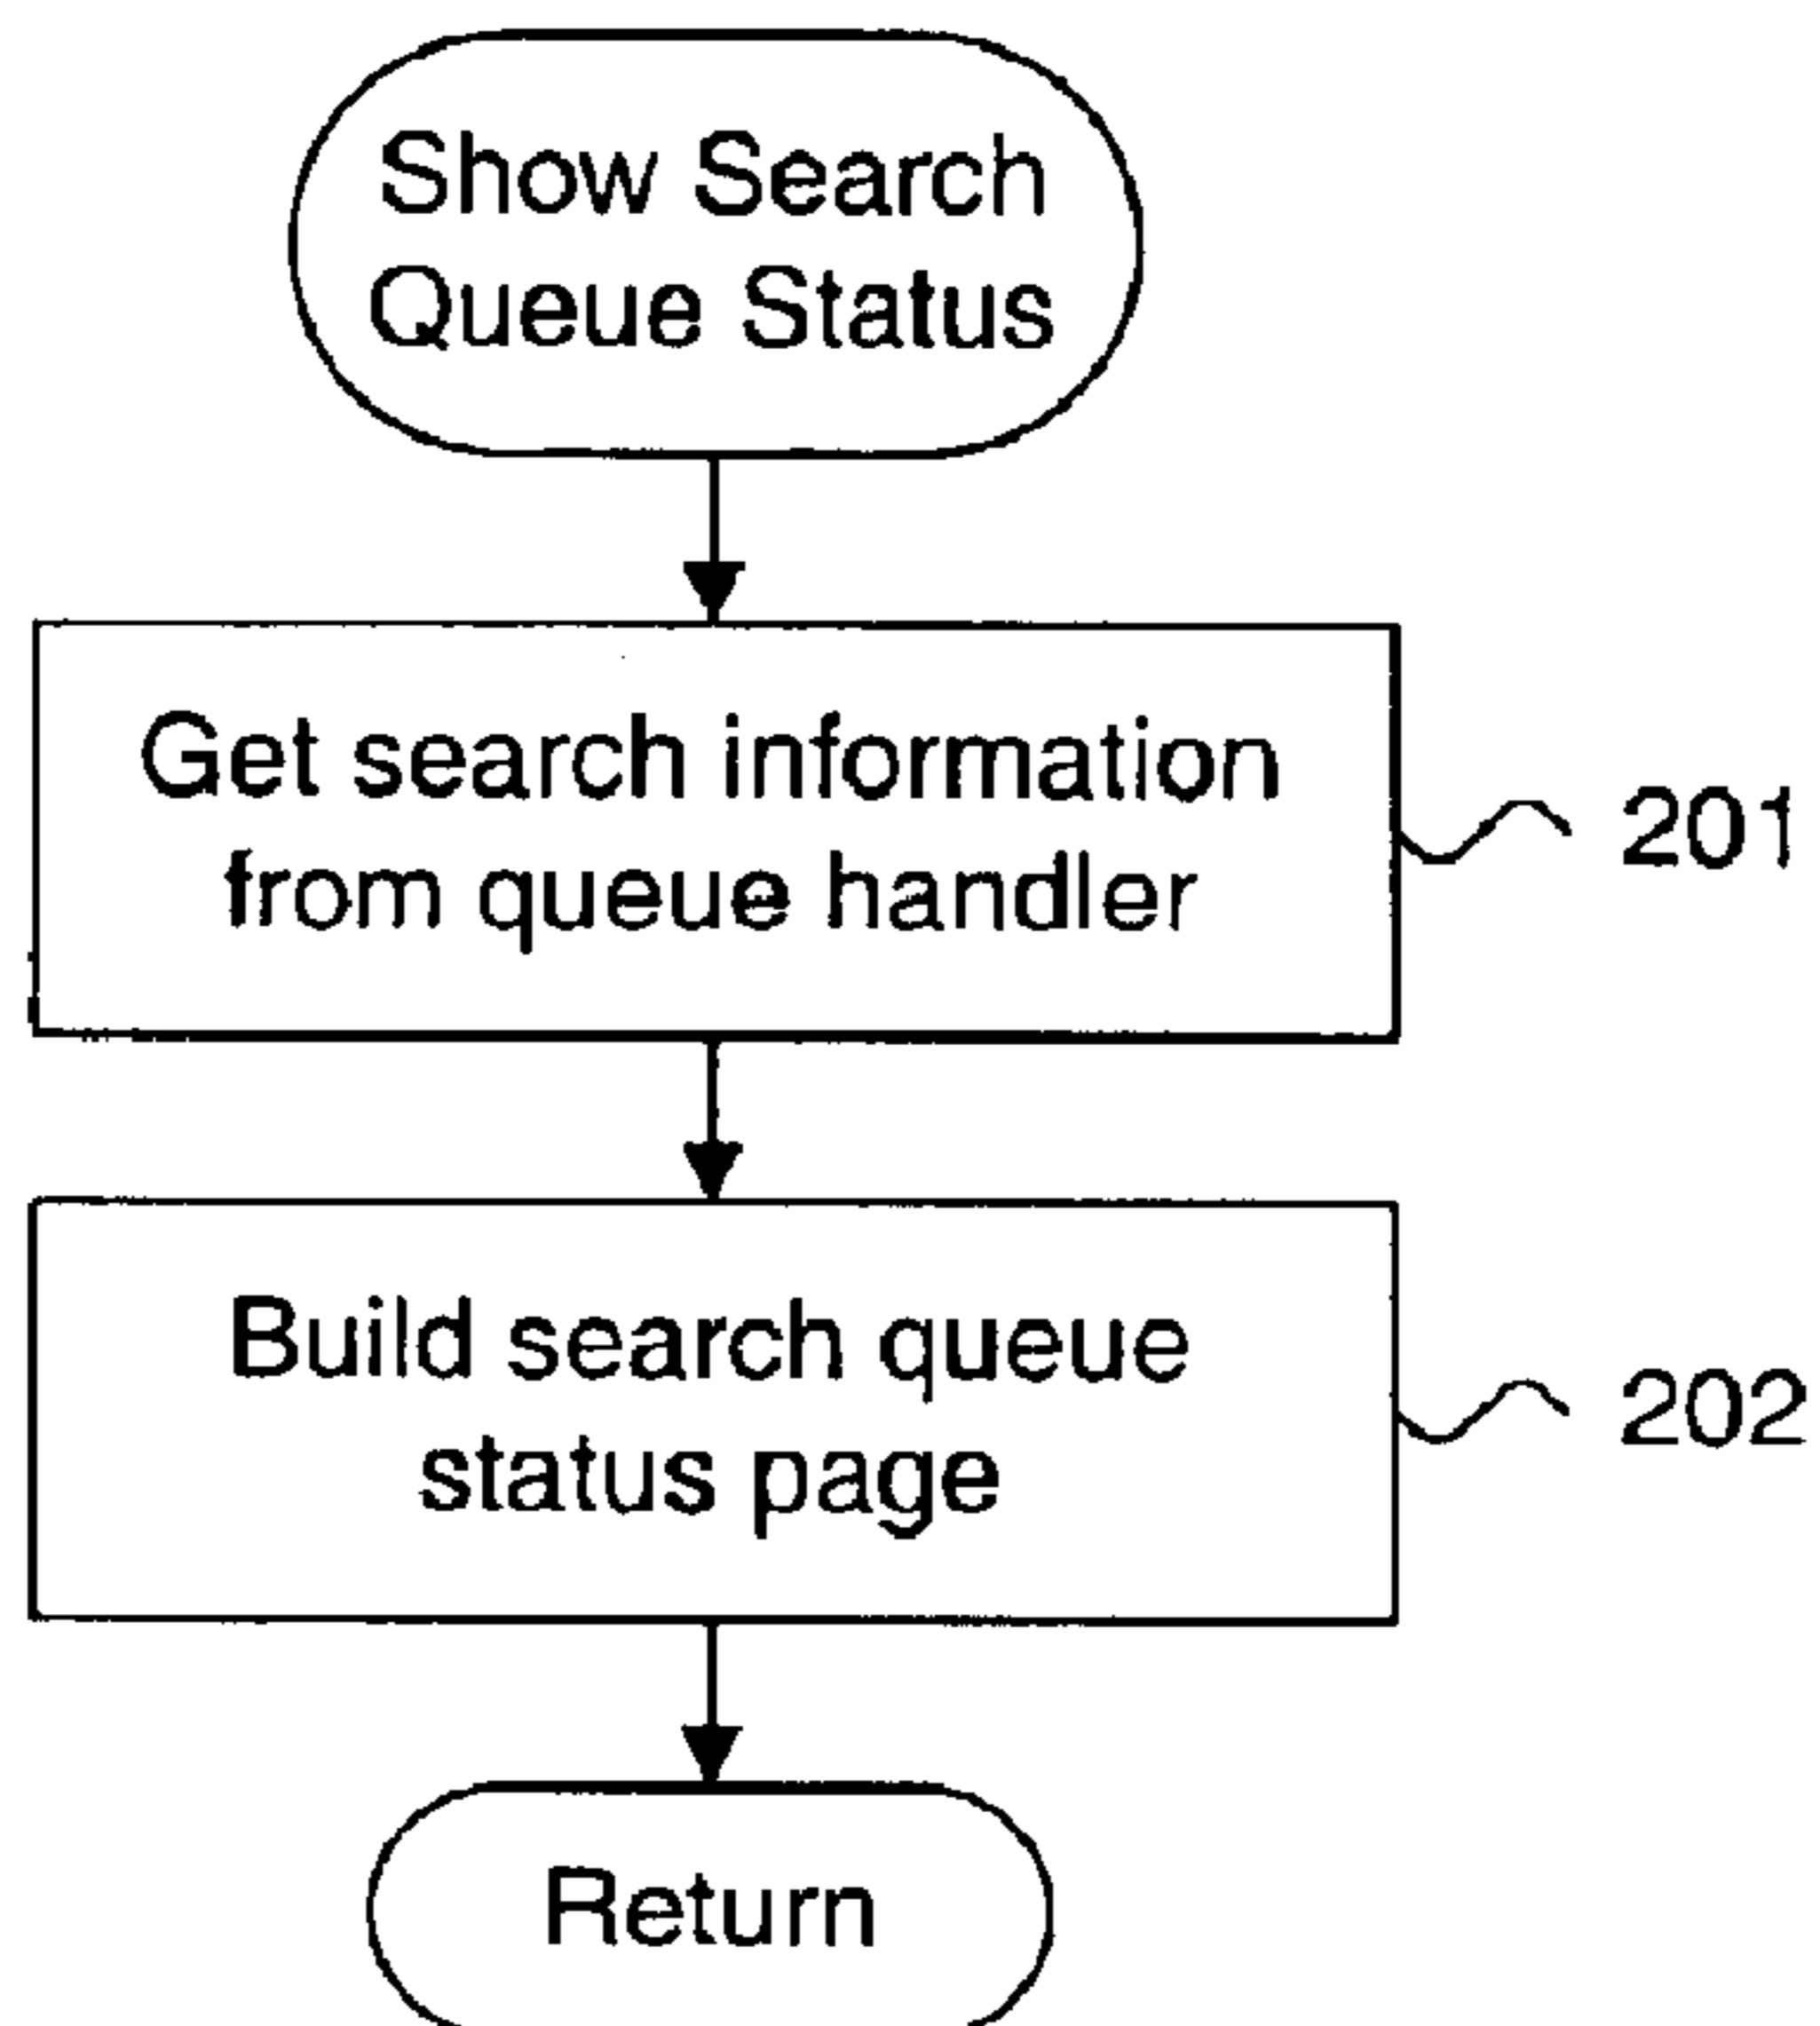 Show Search
Queue Status
Get search information
from queue handler
201
Build search queue
status page
202
Return